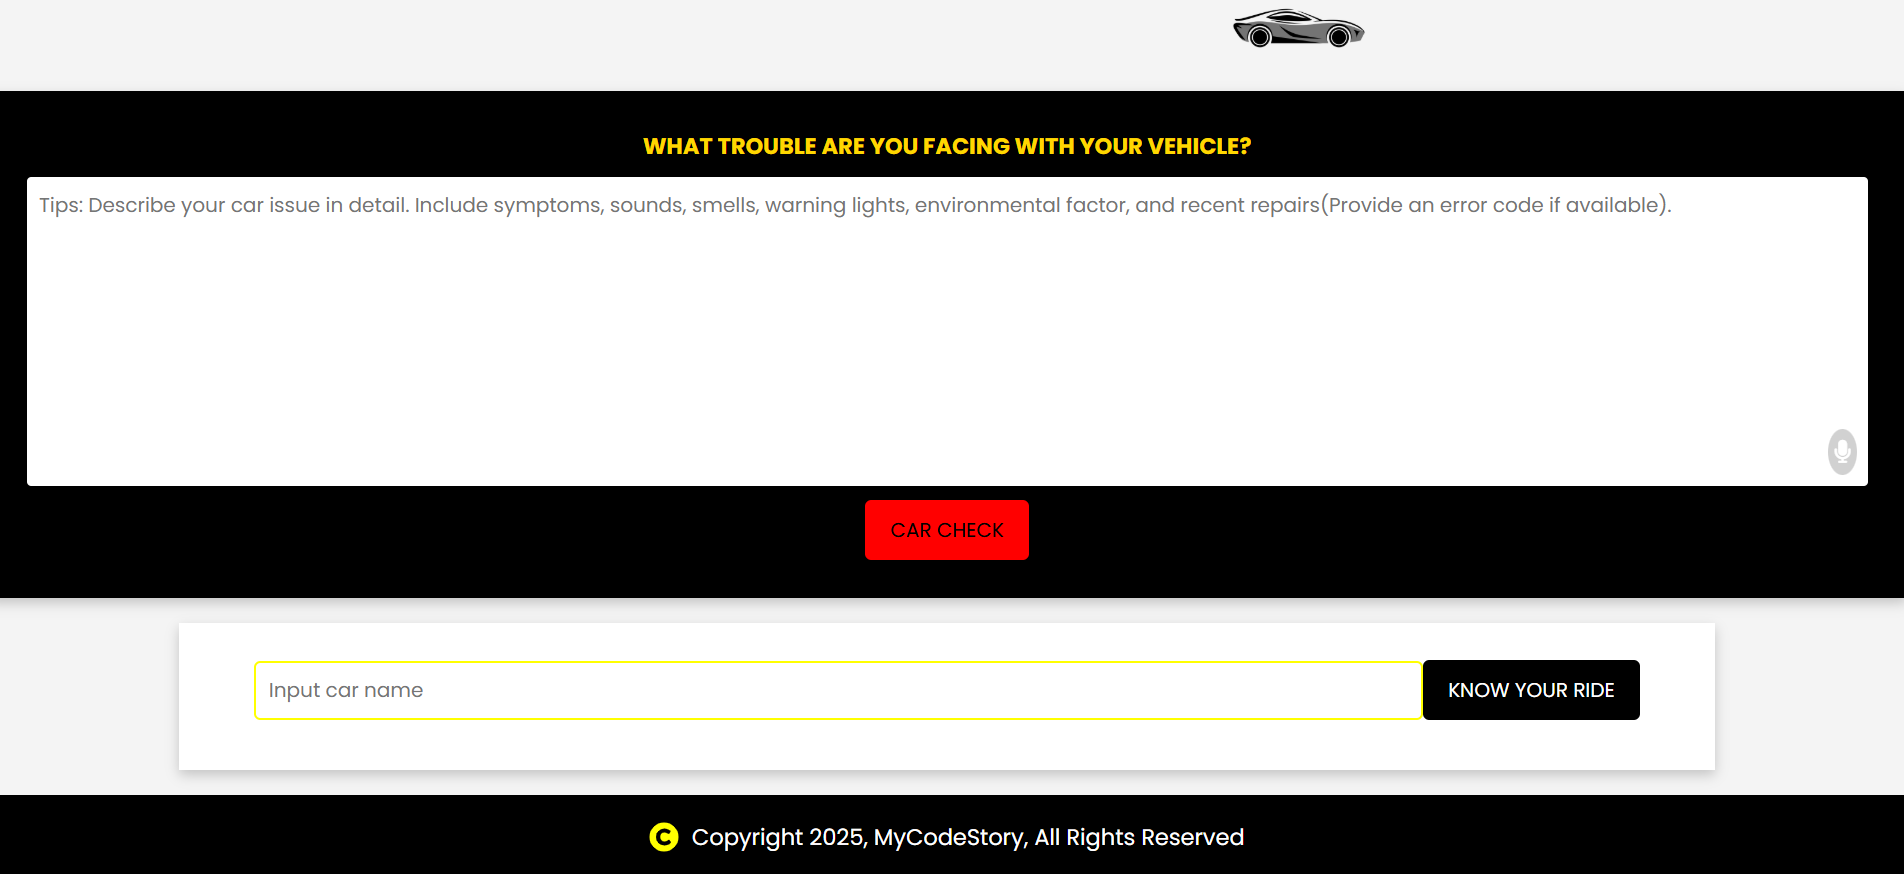 WHAT TROUBLE ARE YOU FACING WITH YOUR VEHICLE?
Tips: Describe your car issue in detail. Include symptoms, sounds, smells, warning lights, environmental factor, and recent repairs(Provide an error code if available).
CAR CHECK
Input car name
KNOW YOUR RIDE
© Copyright 2025, MyCodeStory, All Rights Reserved